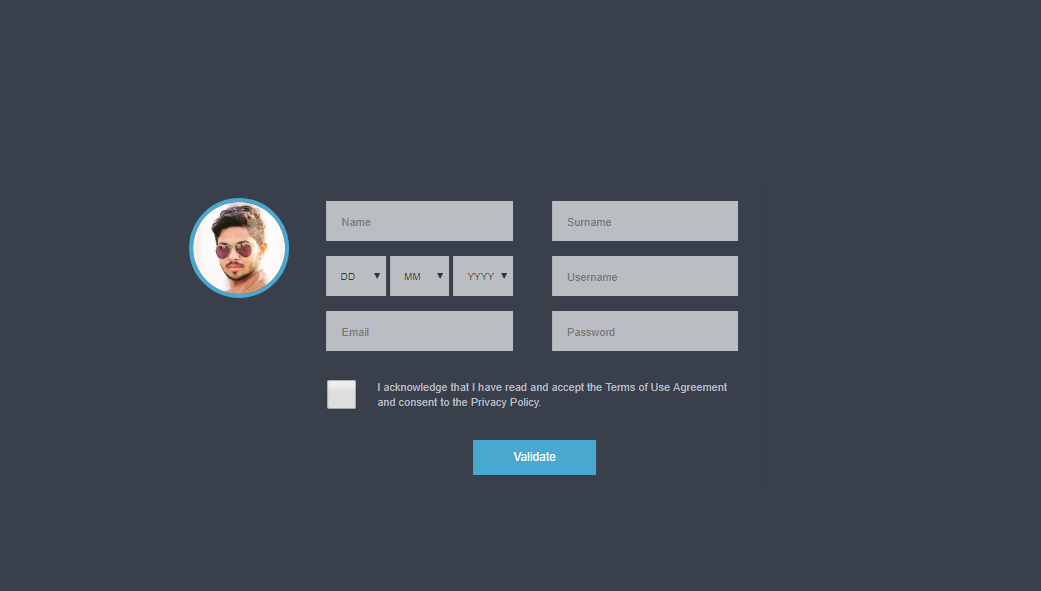 Name
Surname
DD ▼ MM ▼ YYYY ▼
Username
Email
Password
I acknowledge that I have read and accept the Terms of Use Agreement
and consent to the Privacy Policy.
Validate